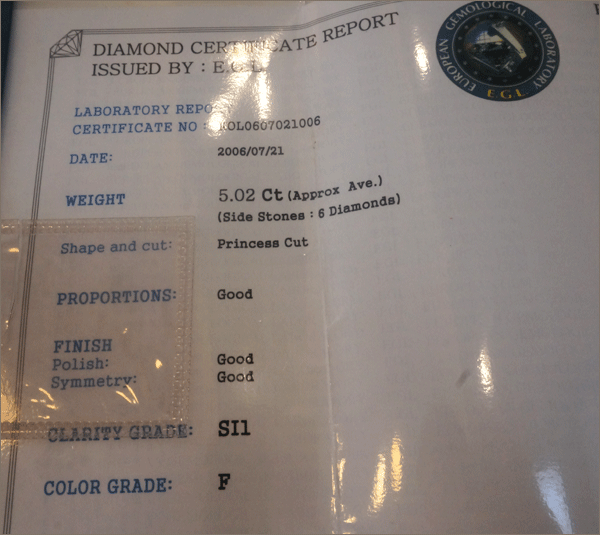 DIAMOND CERTIFICATE REPORT
ISSUED BY : E.G.L.
EUROPEAN GEMOLOGICAL LABORATORY
E.G.L
LABORATORY REPO
CERTIFICATE NO : KOL0607021006
DATE: 2006/07/21
WEIGHT 5.02 Ct (Approx Ave.)
(Side Stones : 6 Diamonds)
Shape and cut: Princess Cut
PROPORTIONS: Good
FINISH
Polish: Good
Symmetry: Good
CLARITY GRADE: SI1
COLOR GRADE: F